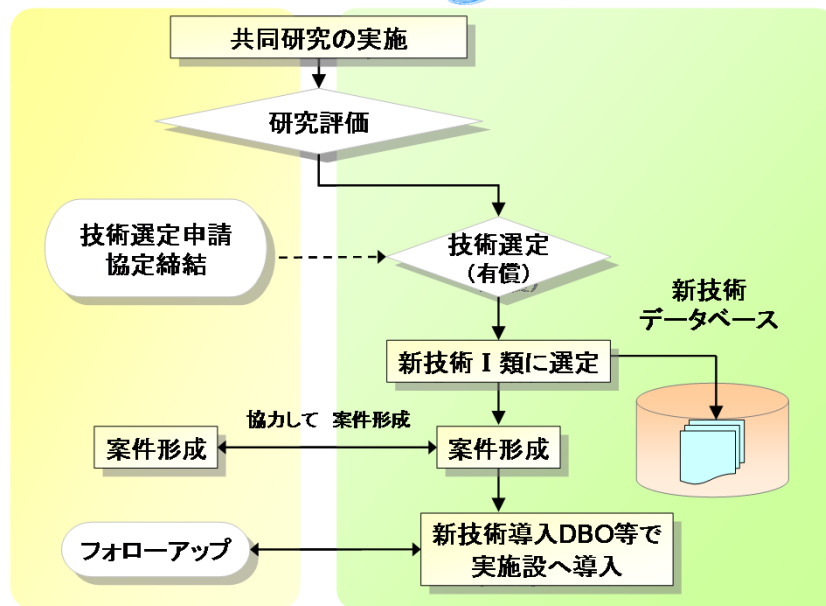 共同研究の実施
研究評価
技術選定申請
協定締結
技術選定
（有償）
新技術
データベース
新技術Ⅰ類に選定
協力して 案件形成
案件形成
案件形成
フォローアップ
新技術導入DBO等で
実施設へ導入